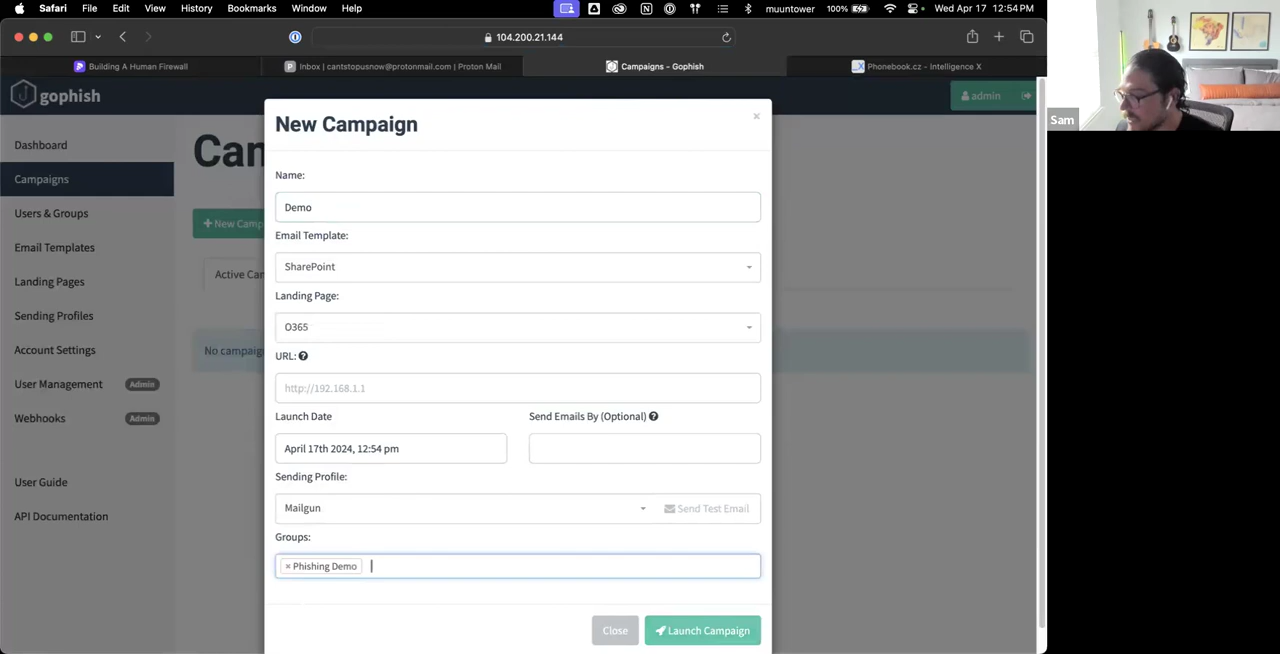 Safari File Edit View History Bookmarks Window Help muuntower 100% Wed Apr 17 12:54 PM
104.200.21.144
Building A Human Firewall Inbox | cantstopusnow@protonmail.com | Proton Mail Campaigns - Gophish Phonebook.cz - Intelligence X
gophish admin
Sam
New Campaign ×
Dashboard
Can
Campaigns
Name:
Users & Groups
Demo
+ New Camp
Email Template:
Email Templates
SharePoint
Active Cam
Landing Pages
Landing Page:
Sending Profiles
O365
No campaign
Account Settings
URL:
User Management Admin
http://192.168.1.1
Webhooks Admin
Launch Date Send Emails By (Optional)
April 17th 2024, 12:54 pm
Sending Profile:
User Guide
Mailgun Send Test Email
API Documentation
Groups:
× Phishing Demo
Close Launch Campaign